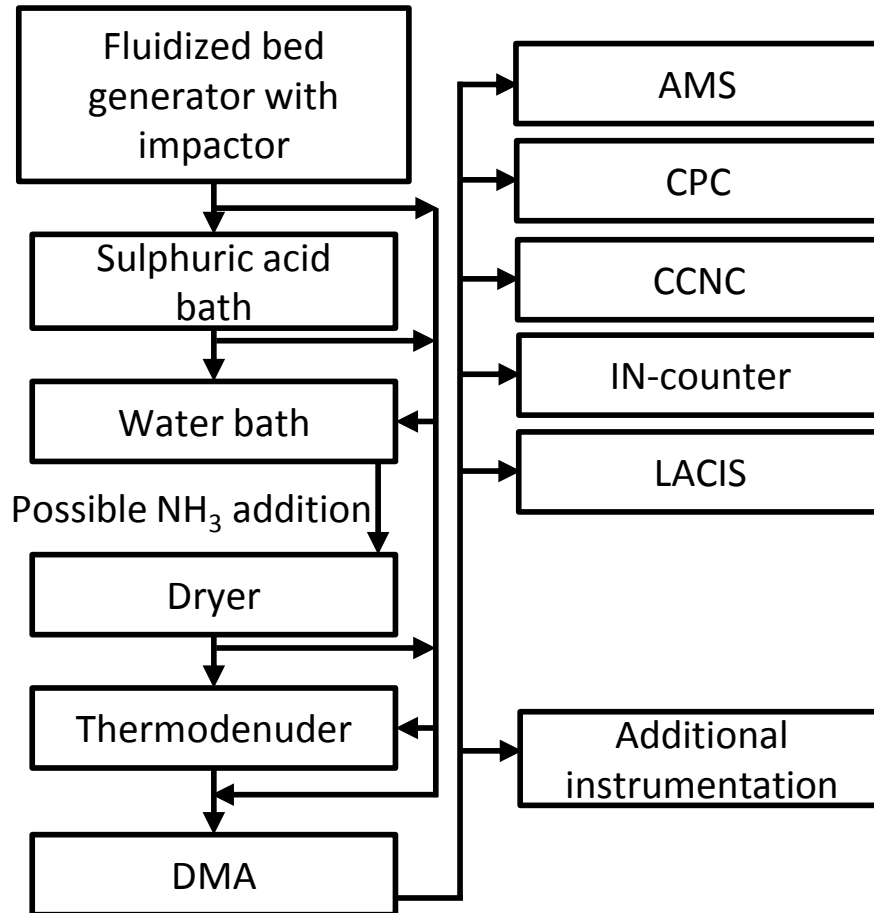 Fluidized bed
generator with
impactor
Sulphuric acid
bath
Water bath
Possible NH₃ addition
Dryer
Thermodenuder
DMA
AMS
CPC
CCNC
IN-counter
LACIS
Additional
instrumentation